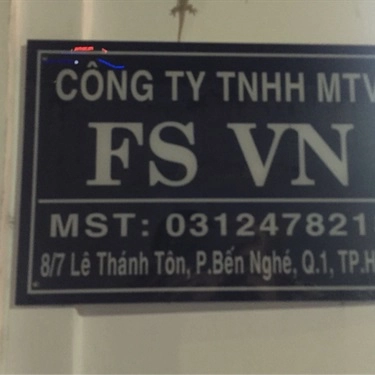 CÔNG TY TNHH MTV
FS VN
MST: 031247821
8/7 Lê Thánh Tôn, P.Bến Nghé, Q.1, TP.H